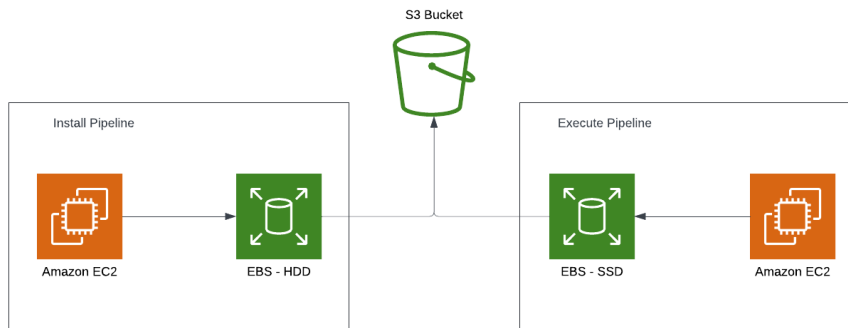 S3 Bucket
Install Pipeline
Execute Pipeline
Amazon EC2
EBS - HDD
EBS - SSD
Amazon EC2